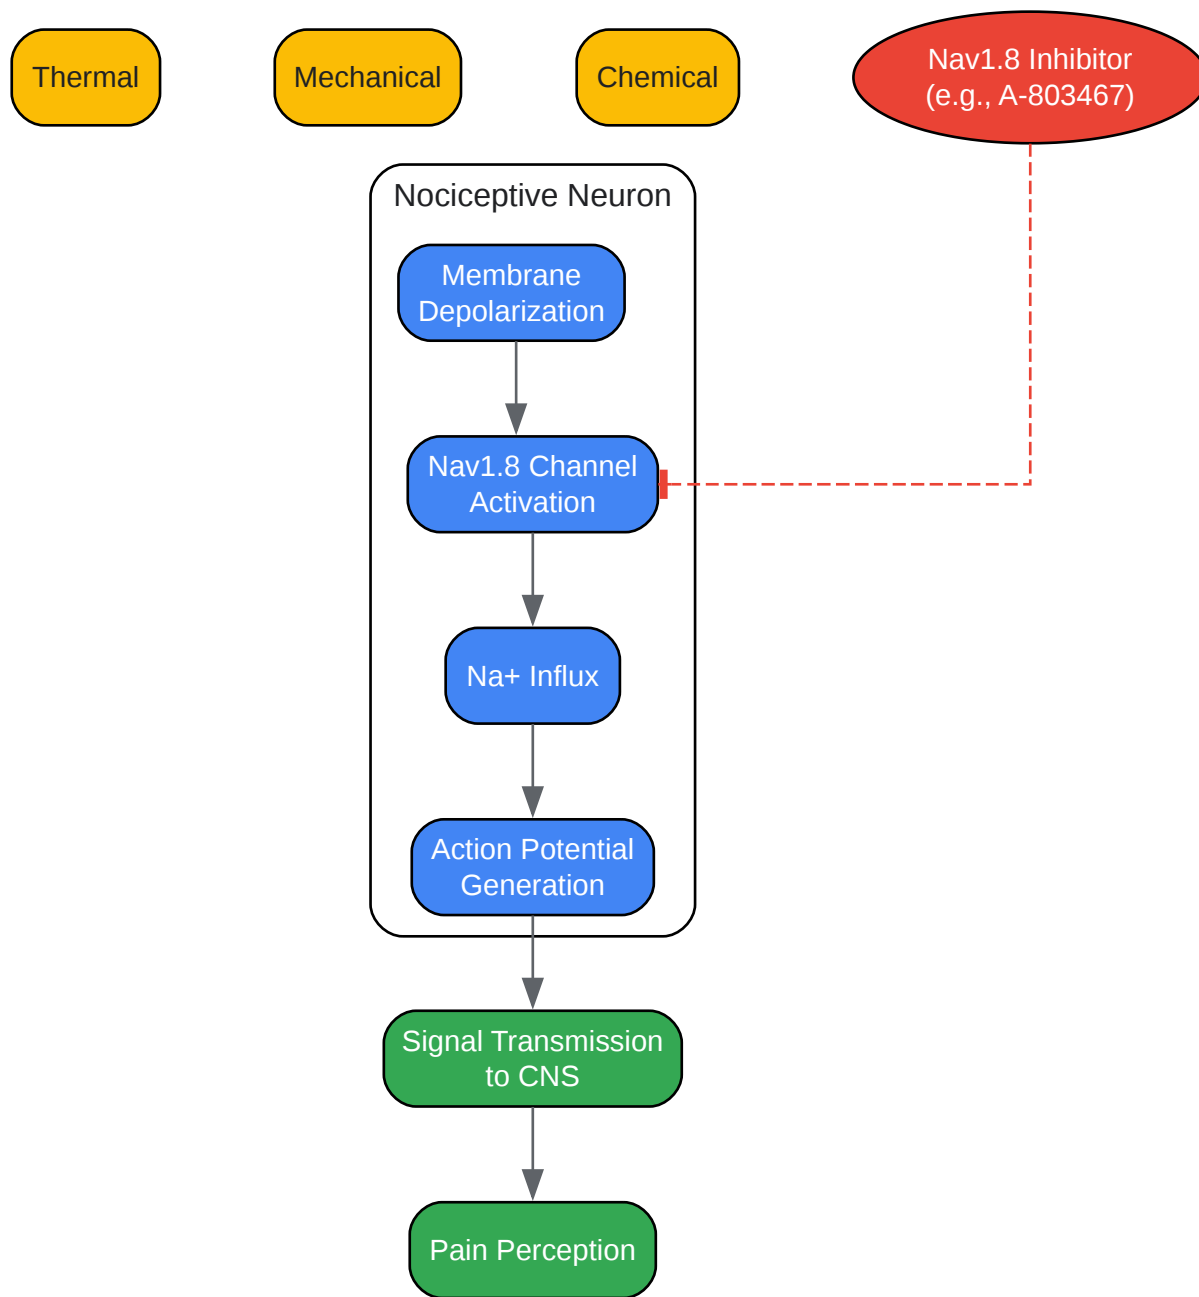 Thermal
Mechanical
Chemical
Nav1.8 Inhibitor
(e.g., A-803467)
Nociceptive Neuron
Membrane
Depolarization
Nav1.8 Channel
Activation
Na+ Influx
Action Potential
Generation
Signal Transmission
to CNS
Pain Perception